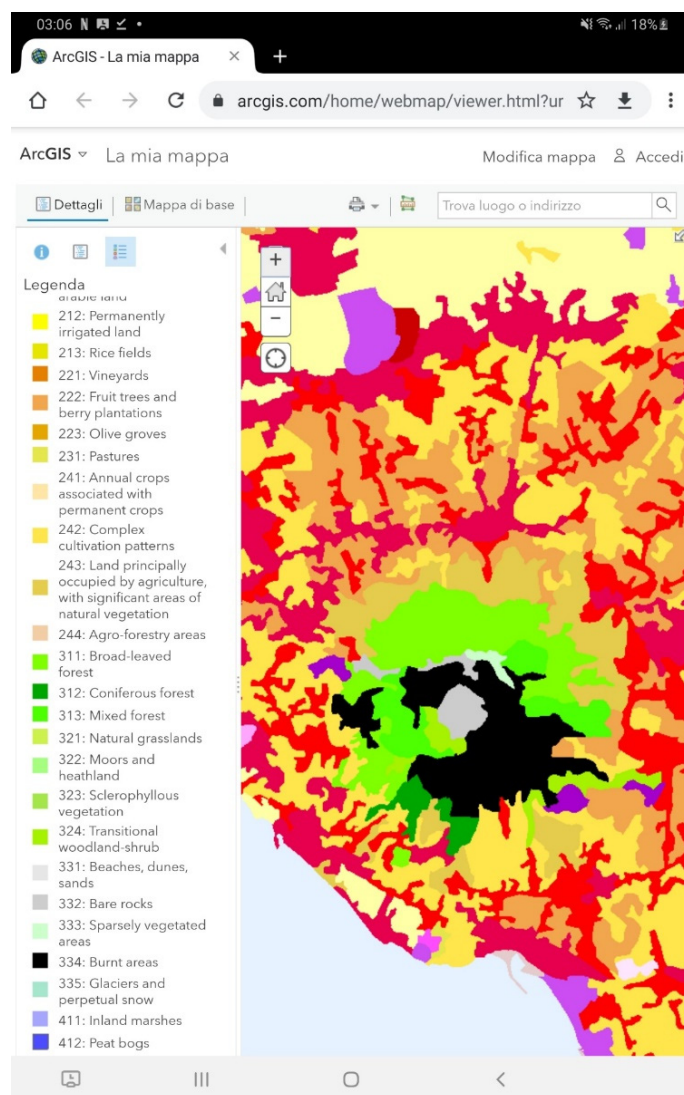 03:06 N 18%
ArcGIS - La mia mappa × +
arcgis.com/home/webmap/viewer.html?ur
ArcGIS La mia mappa Modifica mappa Accedi
Dettagli Mappa di base Trova luogo o indirizzo
Legenda
arable land
212: Permanently
irrigated land
213: Rice fields
221: Vineyards
222: Fruit trees and
berry plantations
223: Olive groves
231: Pastures
241: Annual crops
associated with
permanent crops
242: Complex
cultivation patterns
243: Land principally
occupied by agriculture,
with significant areas of
natural vegetation
244: Agro-forestry areas
311: Broad-leaved
forest
312: Coniferous forest
313: Mixed forest
321: Natural grasslands
322: Moors and
heathland
323: Sclerophyllous
vegetation
324: Transitional
woodland-shrub
331: Beaches, dunes,
sands
332: Bare rocks
333: Sparsely vegetated
areas
334: Burnt areas
335: Glaciers and
perpetual snow
411: Inland marshes
412: Peat bogs